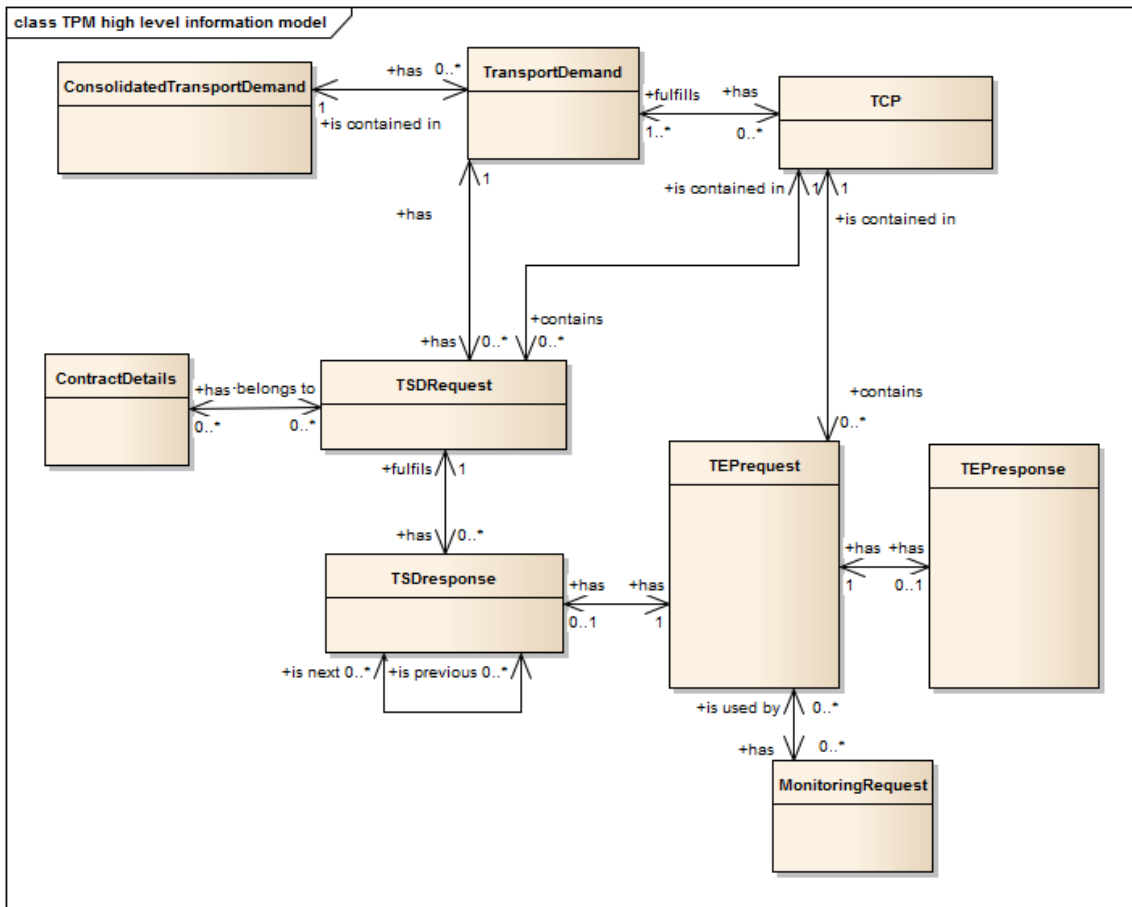 class TPM high level information model
ConsolidatedTransportDemand
+has 0..*
1
+is contained in
TransportDemand
+fulfills
+has
1..*
0..*
TCP
+is contained in
1
1
+is contained in
1
+has
+contains
+has
0..*
0..*
ContractDetails
+has
-belongs to
0..*
0..*
TSDRequest
+contains
0..*
+fulfils
1
+has
0..*
TSDresponse
+has
+has
0..1
1
+is next 0..*
+is previous 0..*
TEPrequest
TEPresponse
+has
+has
1
0..1
+is used by
0..*
+has
0..*
MonitoringRequest